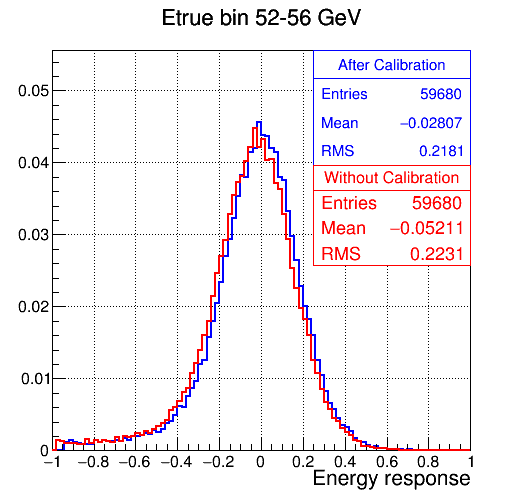 Etrue bin 52-56 GeV
After Calibration
Entries 59680
Mean −0.02807
RMS 0.2181
Without Calibration
Entries 59680
Mean −0.05211
RMS 0.2231
0.05
0.04
0.03
0.02
0.01
0
−1 −0.8 −0.6 −0.4 −0.2 0 0.2 0.4 0.6 0.8 1
Energy response